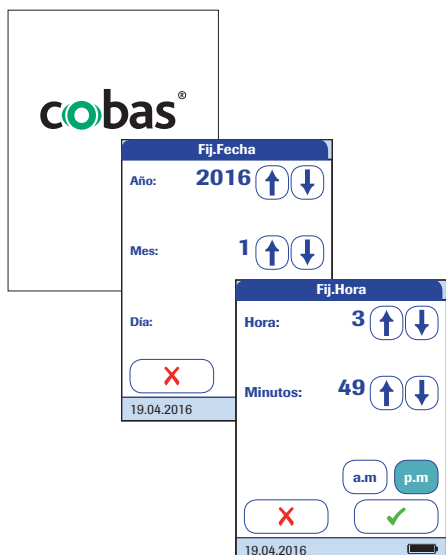 cobas®
Fij.Fecha
Año: 2016
Mes: 1
Día:
19.04.2016
Fij.Hora
Hora: 3
Minutos: 49
a.m p.m
19.04.2016